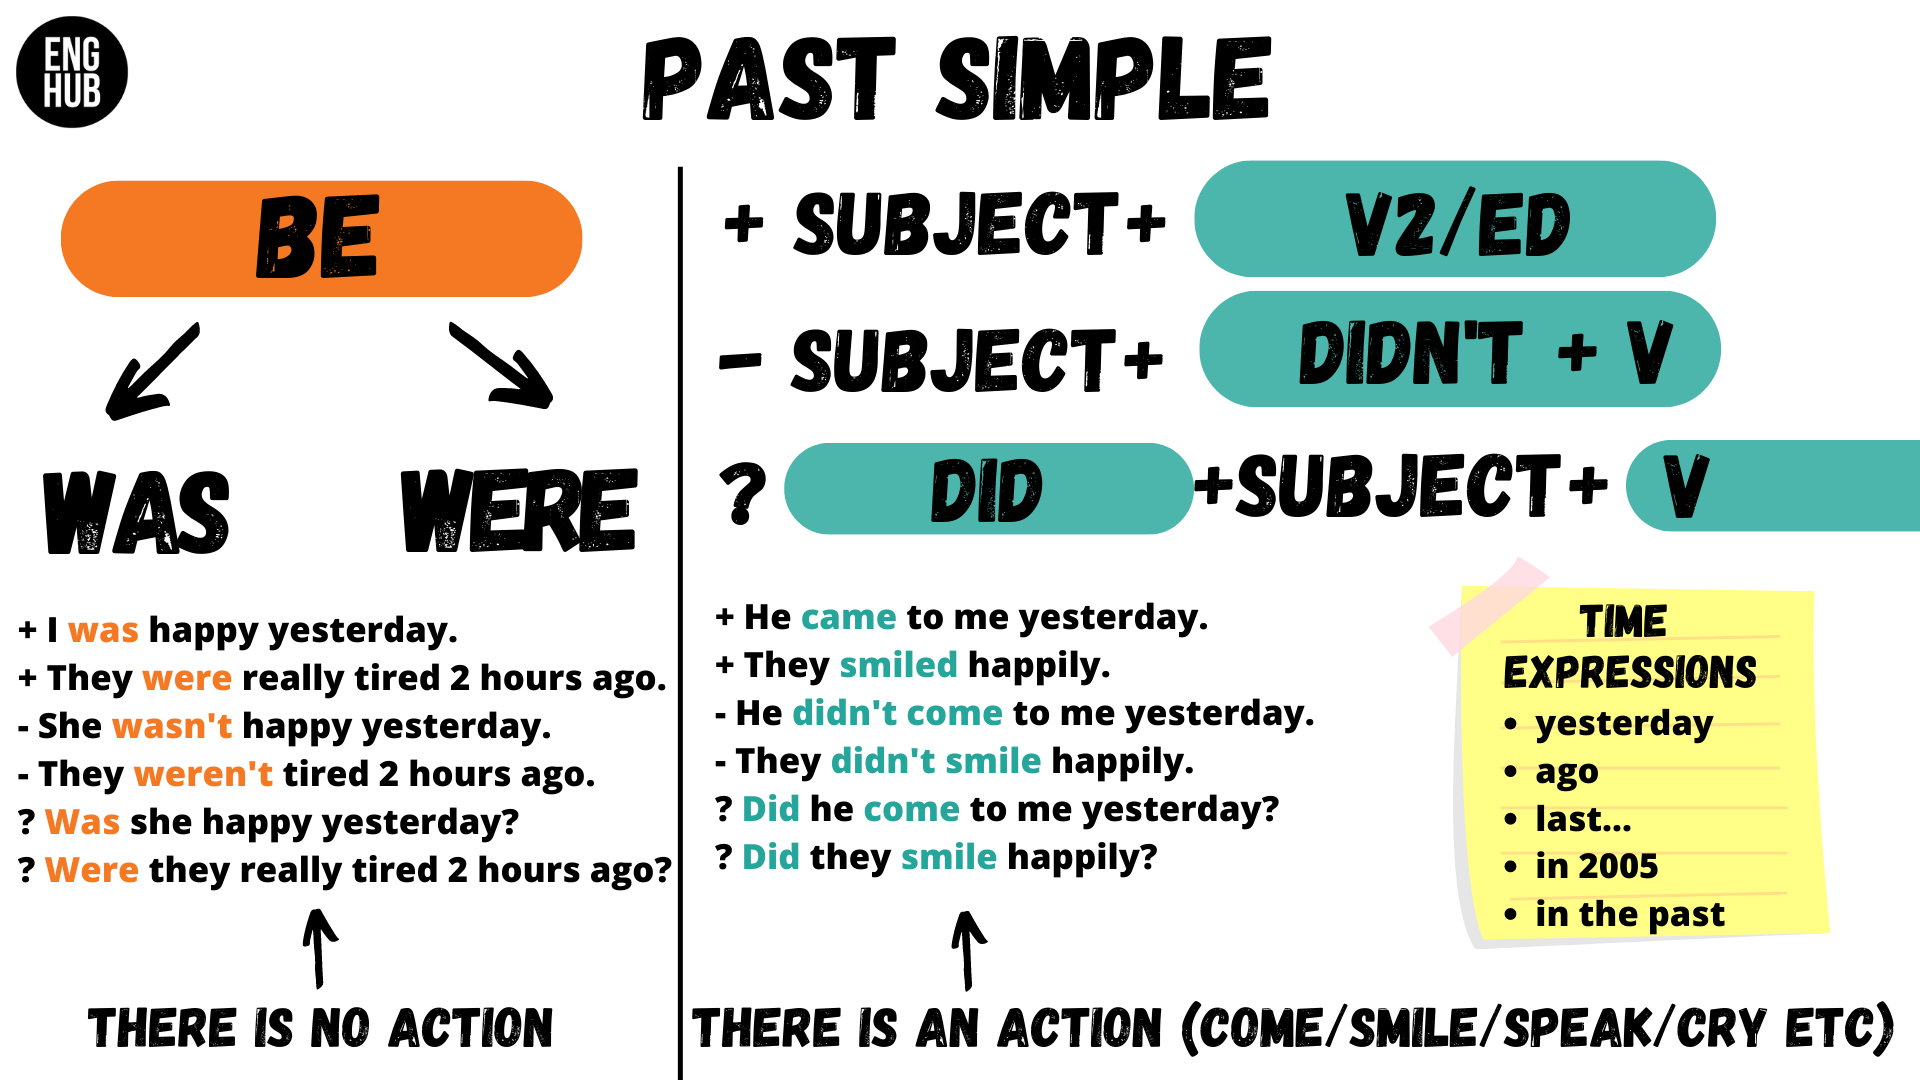 ENG
HUB
PAST SIMPLE
BE
WAS WERE
+ I was happy yesterday.
+ They were really tired 2 hours ago.
- She wasn't happy yesterday.
- They weren't tired 2 hours ago.
? Was she happy yesterday?
? Were they really tired 2 hours ago?
THERE IS NO ACTION
+ SUBJECT + V2/ED
- SUBJECT + DIDN'T + V
? DID +SUBJECT + V
+ He came to me yesterday.
+ They smiled happily.
- He didn't come to me yesterday.
- They didn't smile happily.
? Did he come to me yesterday?
? Did they smile happily?
THERE IS AN ACTION (COME/SMILE/SPEAK/CRY ETC)
TIME
EXPRESSIONS
• yesterday
• ago
• last...
• in 2005
• in the past